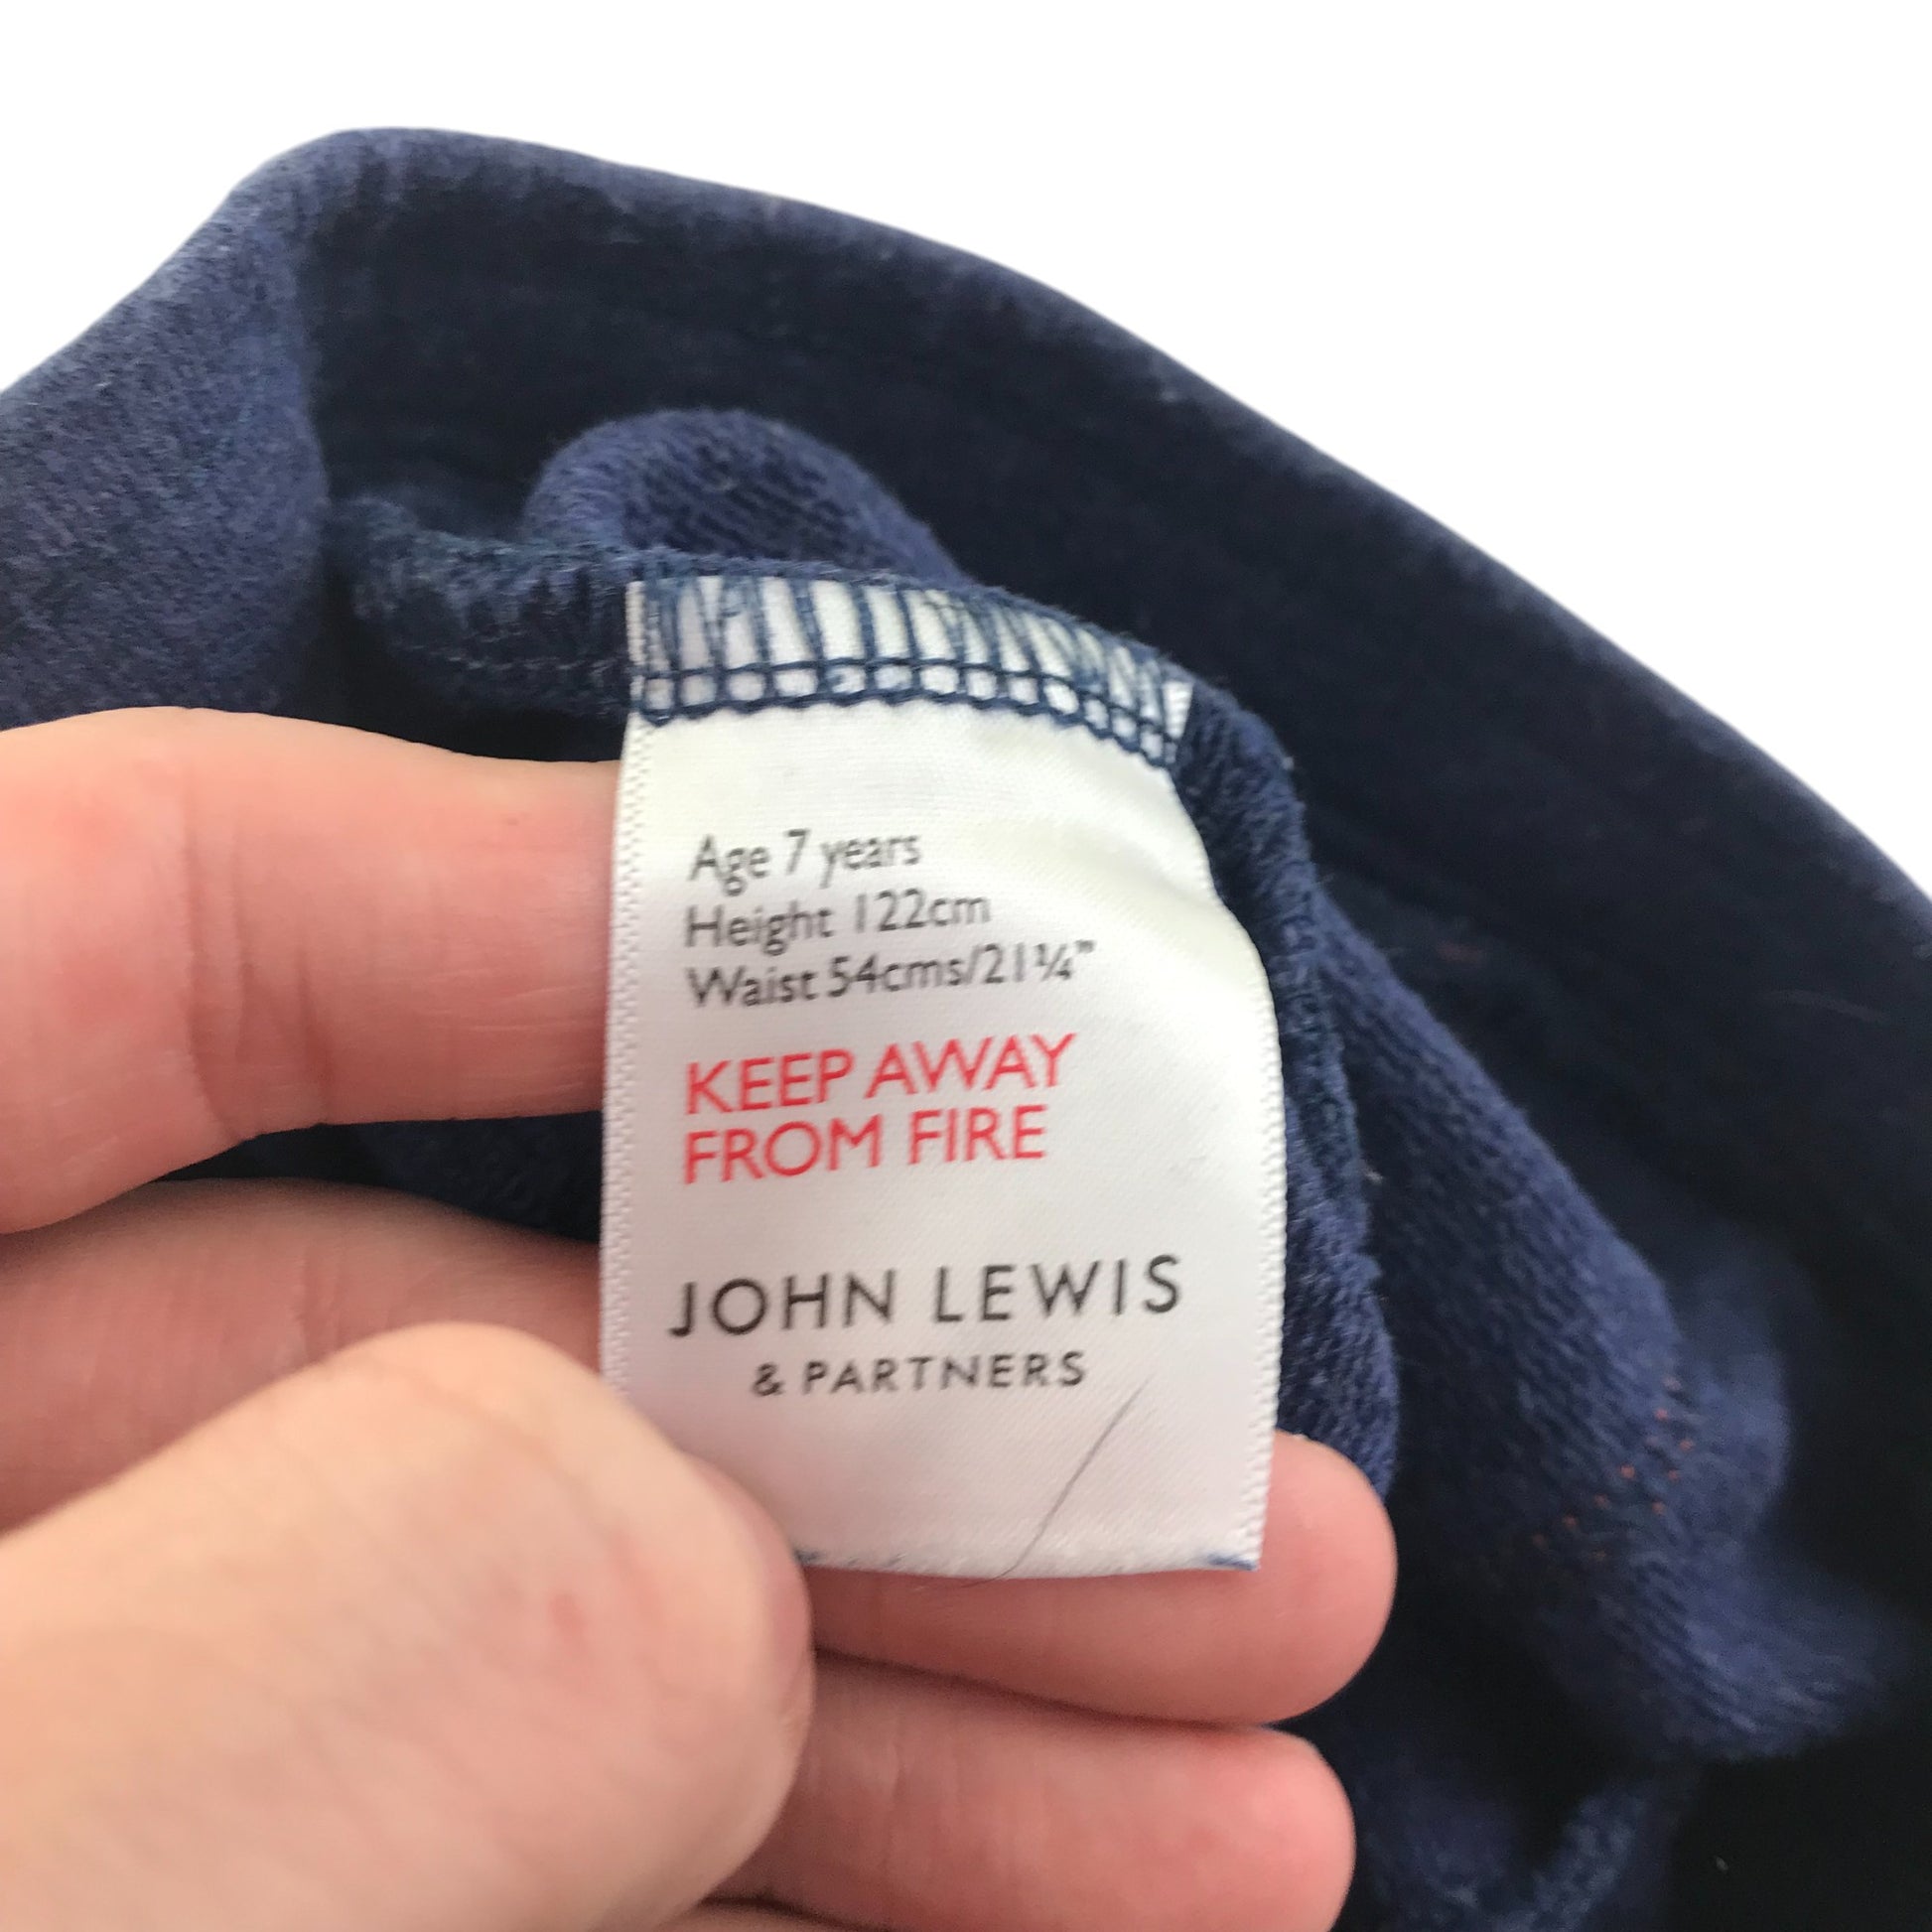 Age 7 years
Height 122cm
Waist 54cms/21¼"
KEEP AWAY
FROM FIRE
JOHN LEWIS
& PARTNERS